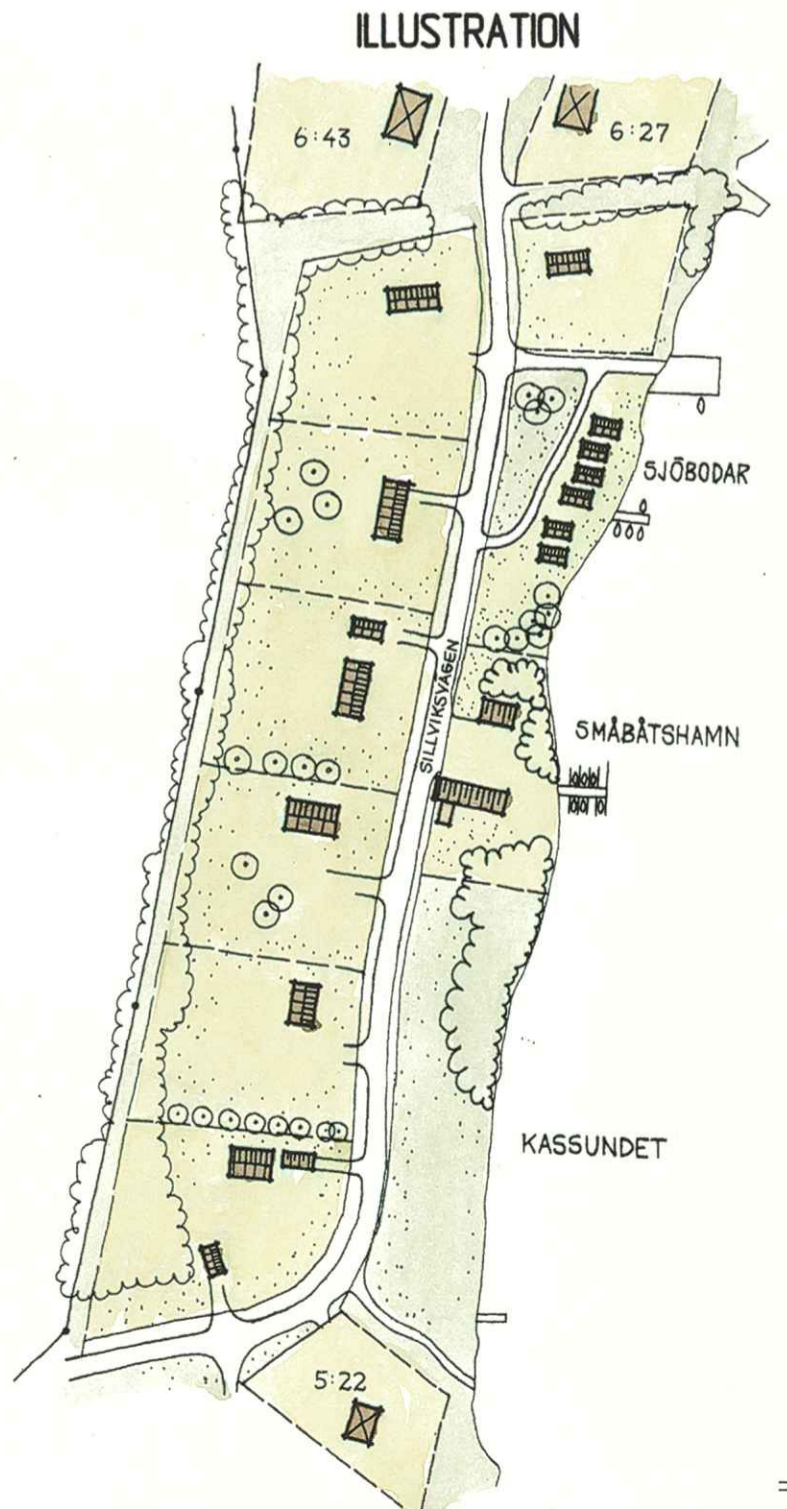 ILLUSTRATION
6:43
6:27
SJÖBODAR
SILLVIKSVÄGEN
SMÅBÅTSHAMN
KASSUNDET
5:22